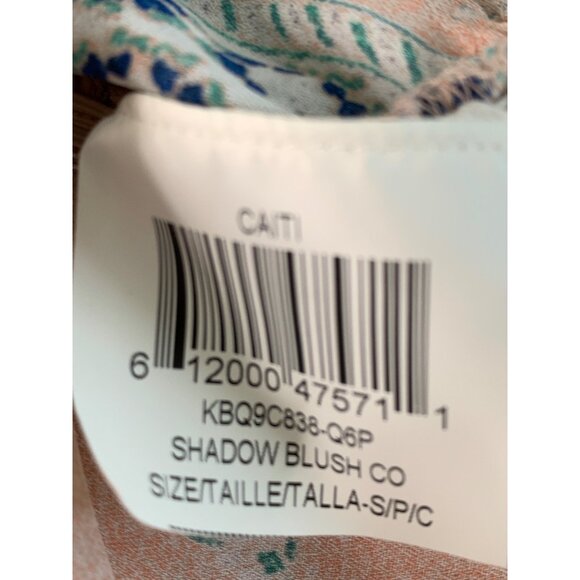 CAITI
6 12000 47571 1
KBQ9C838-Q6P
SHADOW BLUSH CO
SIZE/TAILLE/TALLA-S/P/C